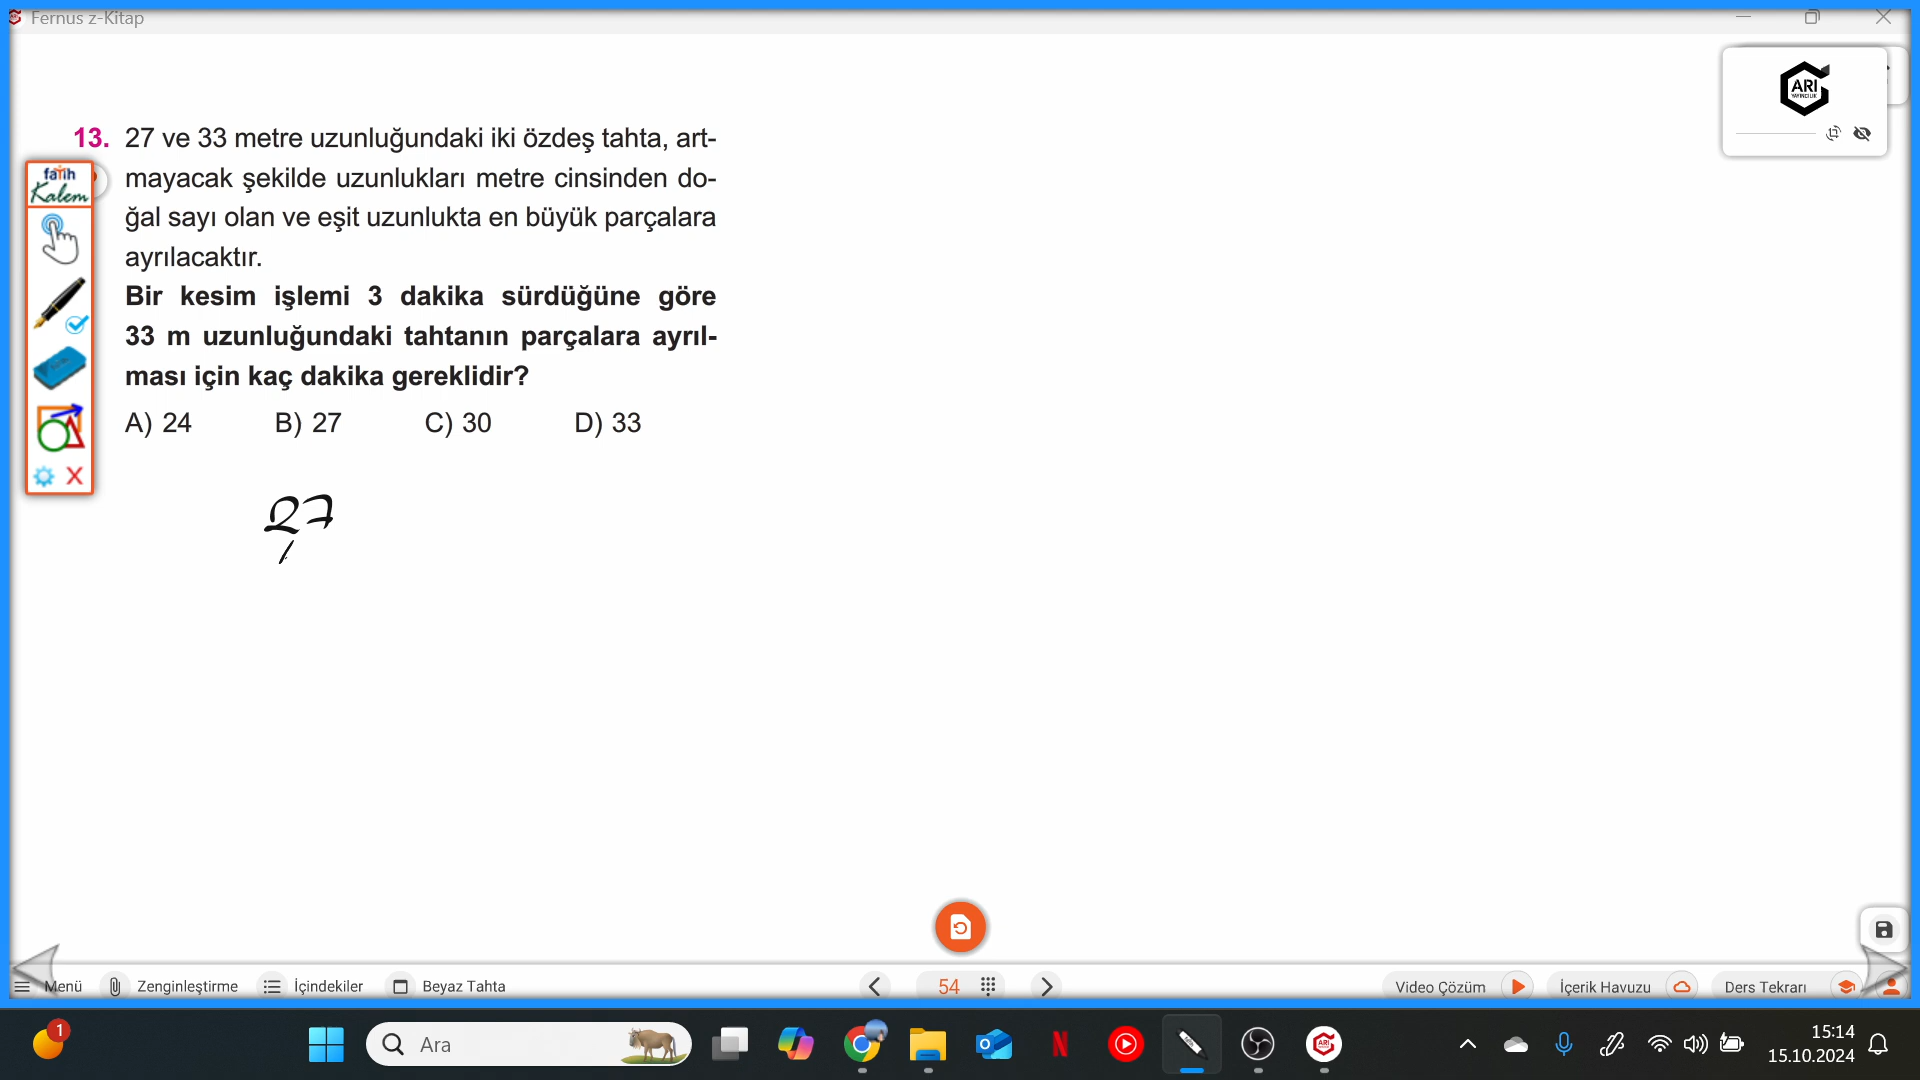 Fernus z-Kitap
ARI
YAYINCILIK
13. 27 ve 33 metre uzunluğundaki iki özdeş tahta, art-
mayacak şekilde uzunlukları metre cinsinden do-
ğal sayı olan ve eşit uzunlukta en büyük parçalara
ayrılacaktır.
Bir kesim işlemi 3 dakika sürdüğüne göre
33 m uzunluğundaki tahtanın parçalara ayrıl-
ması için kaç dakika gereklidir?
A) 24 B) 27 C) 30 D) 33
fatih
Kalem
27
Menü Zenginleştirme İçindekiler Beyaz Tahta 54 Video Çözüm İçerik Havuzu Ders Tekrarı
1
Ara
15:14
15.10.2024